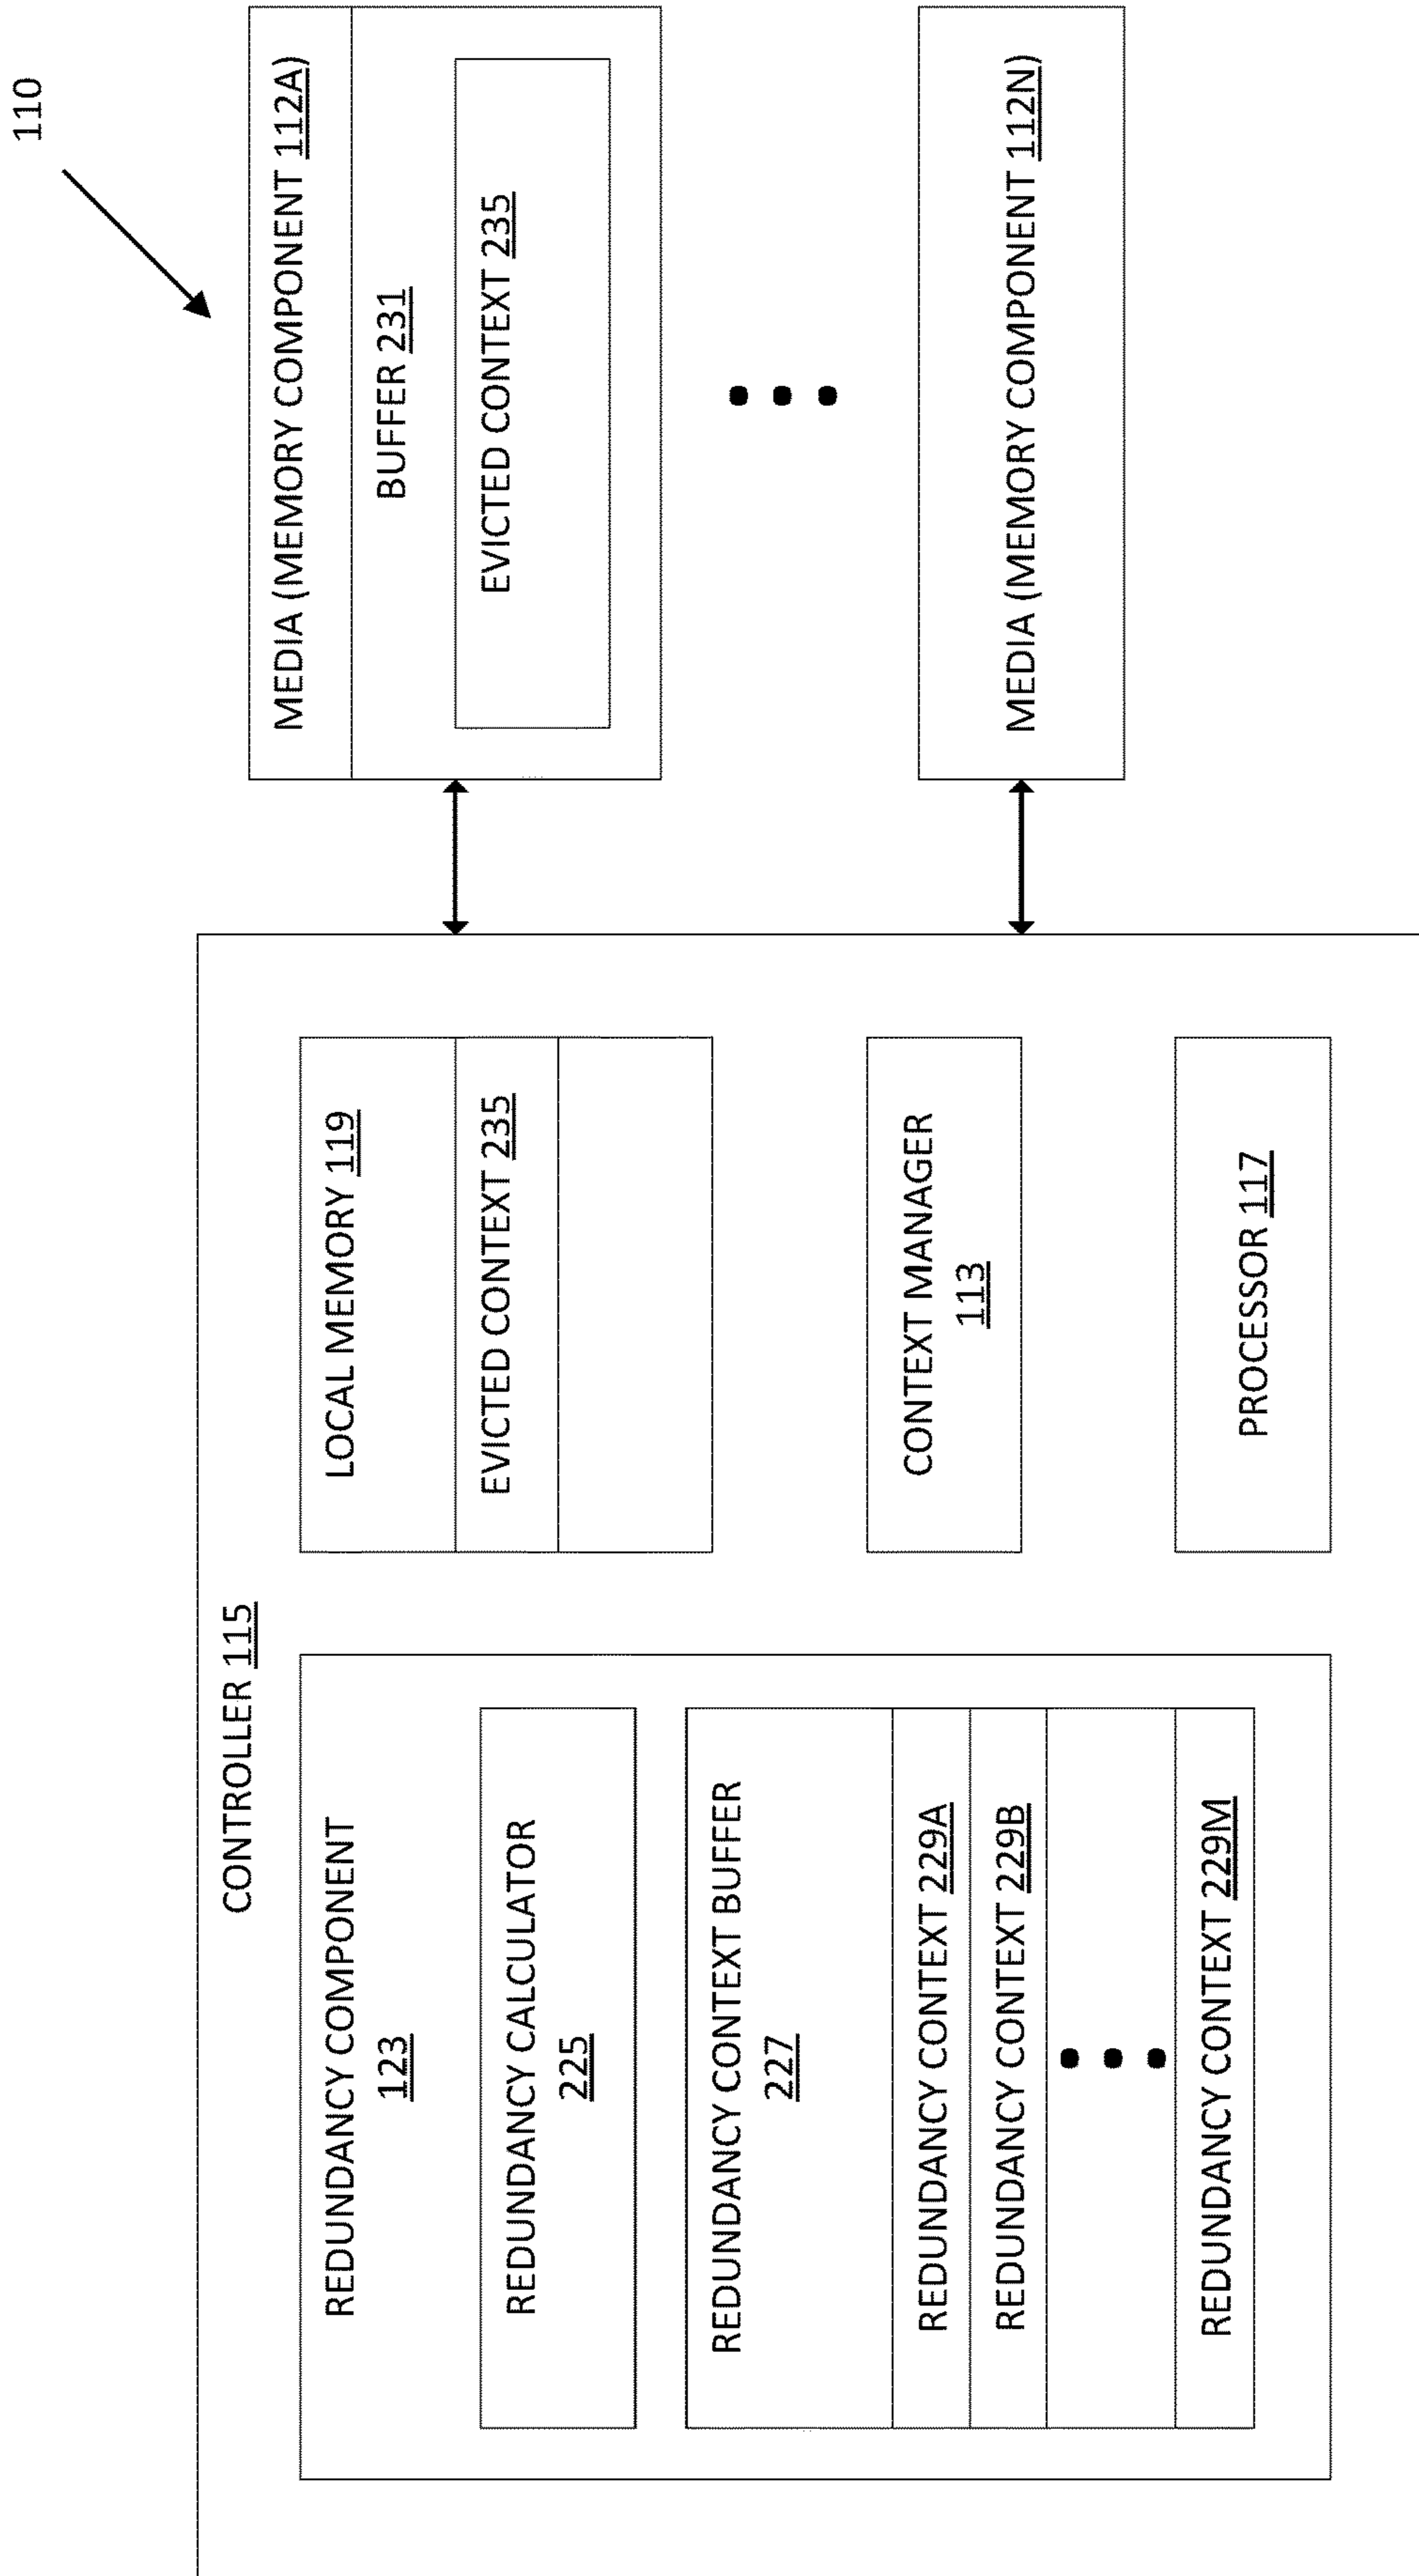 110
CONTROLLER 115
REDUNDANCY COMPONENT
123
REDUNDANCY CALCULATOR
225
REDUNDANCY CONTEXT BUFFER
227
REDUNDANCY CONTEXT 229A
REDUNDANCY CONTEXT 229B
REDUNDANCY CONTEXT 229M
LOCAL MEMORY 119
EVICTED CONTEXT 235
CONTEXT MANAGER
113
PROCESSOR 117
MEDIA (MEMORY COMPONENT 112A)
BUFFER 231
EVICTED CONTEXT 235
MEDIA (MEMORY COMPONENT 112N)